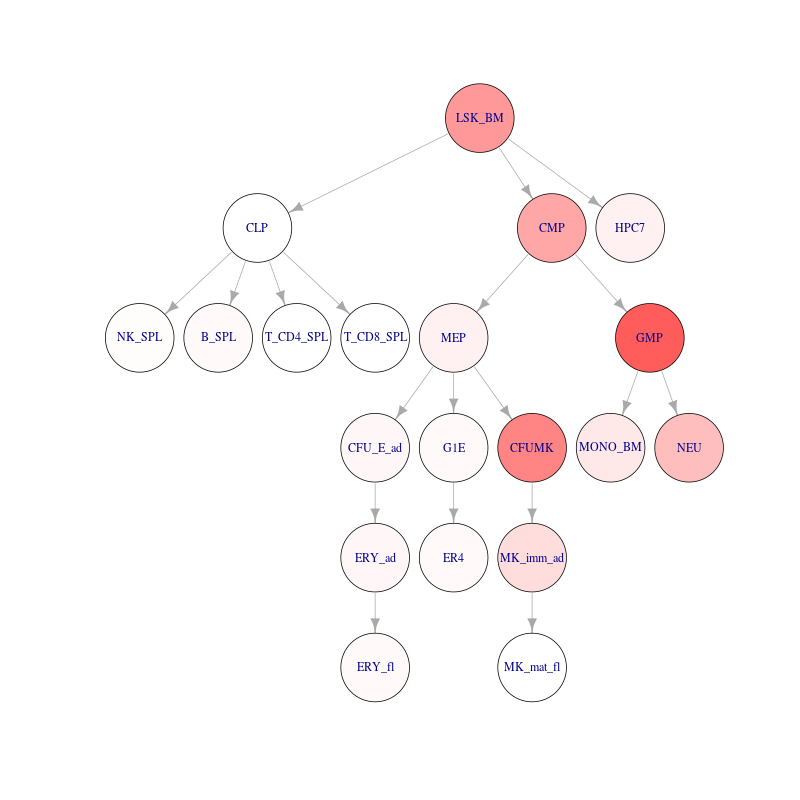 LSK_BM
CLP
CMP
HPC7
NK_SPL
B_SPL
T_CD4_SPL
T_CD8_SPL
MEP
GMP
CFU_E_ad
G1E
CFUMK
MONO_BM
NEU
ERY_ad
ER4
MK_imm_ad
ERY_fl
MK_mat_fl